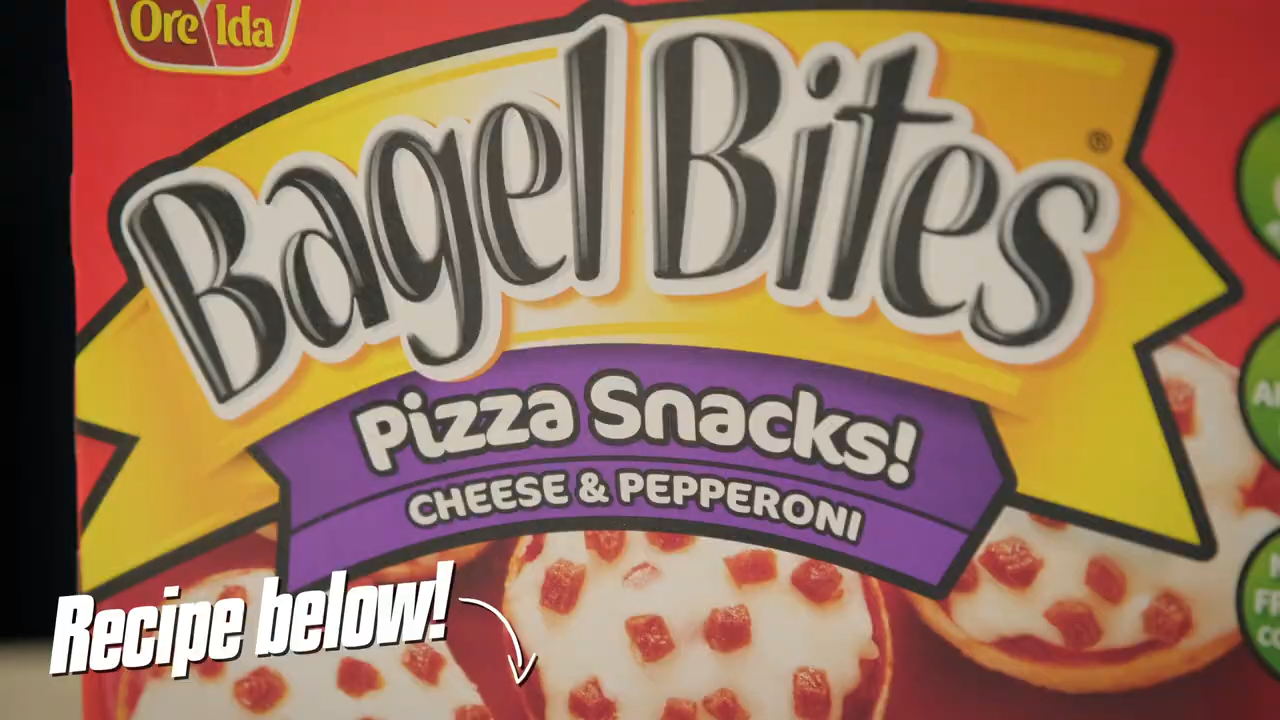 Ore Ida
Bagel Bites®
Pizza Snacks!
CHEESE & PEPPERONI
Recipe below!